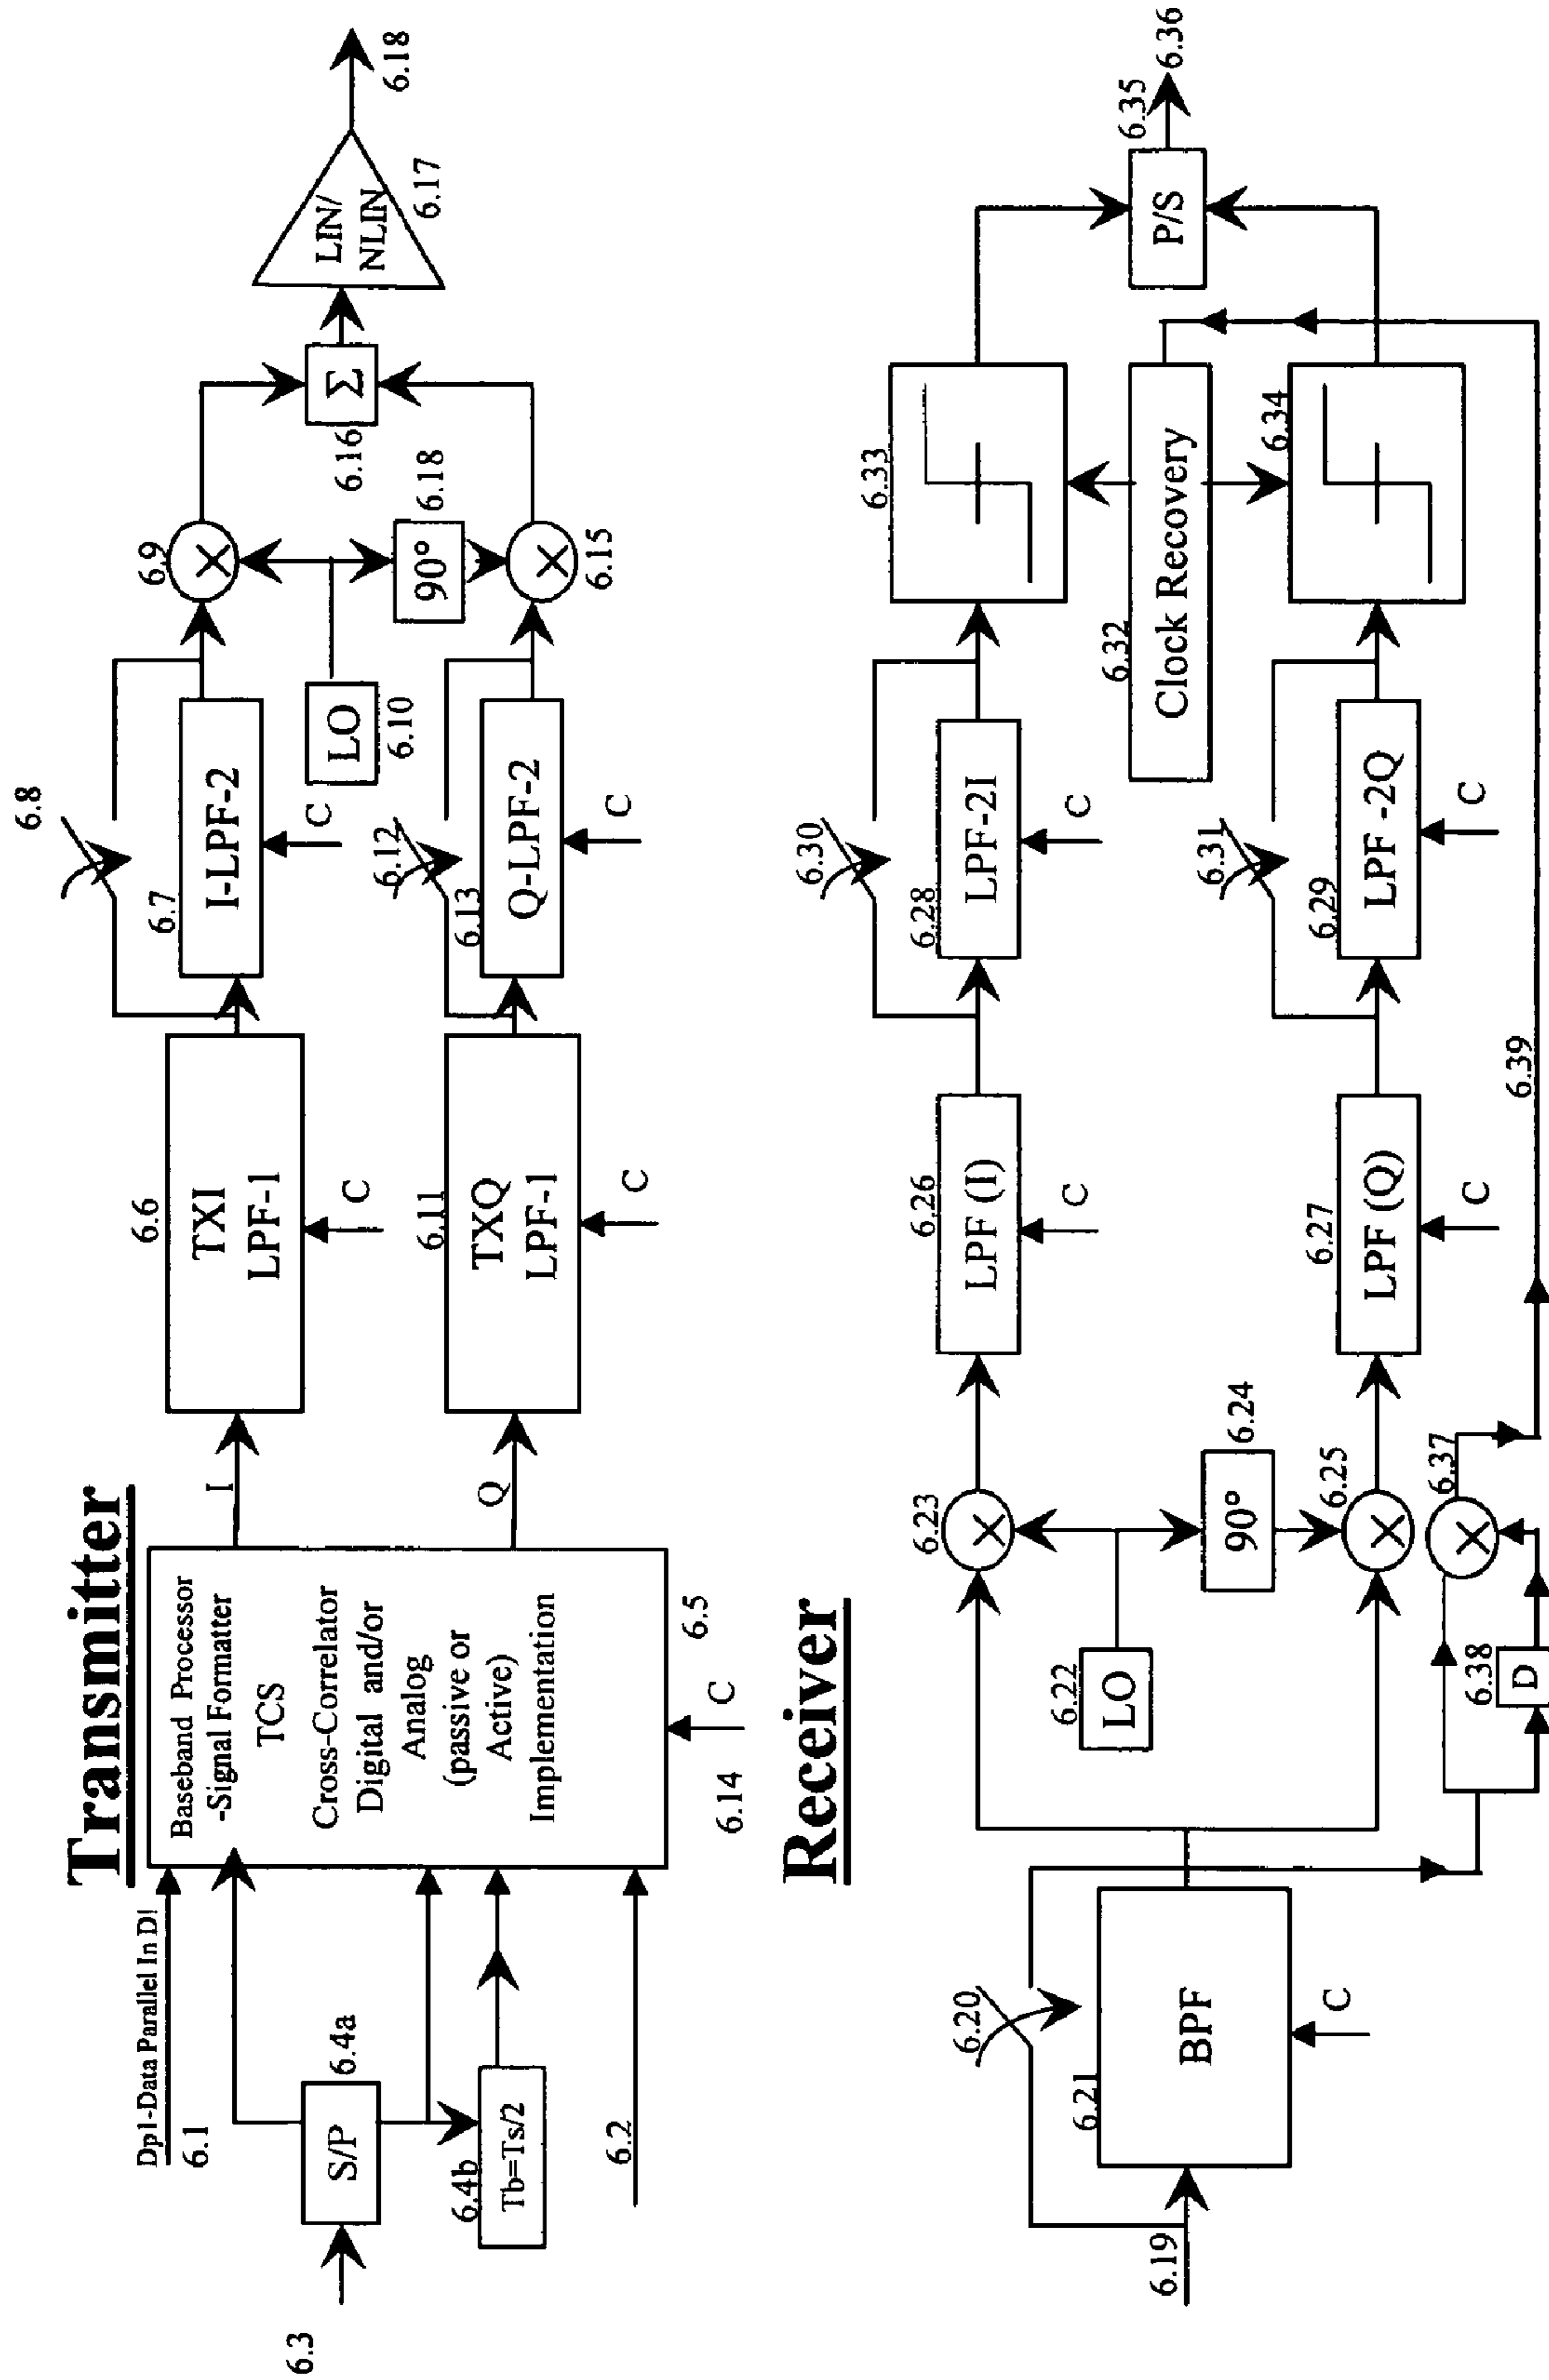 Transmitter
Dp1-Data Parallel In D!
6.1
6.3
S/P
6.4a
6.4b
Tb=Ts/2
6.2
Baseband Processor
-Signal Formatter
TCS
Cross-Correlator
Digital and/or
Analog
(passive or
Active)
Implementation
6.14
C
6.5
I
Q
6.6
TXI
LPF-1
C
6.11
TXQ
LPF-1
C
6.8
6.7
I-LPF-2
C
6.12
6.13
Q-LPF-2
C
LO
6.10
6.9
90°
6.18
6.15
Σ
6.16
LIN/
NLIN
6.17
6.18
Receiver
6.19
6.20
6.21
BPF
C
6.22
LO
6.23
90°
6.24
6.25
6.37
6.38
D
6.39
6.26
LPF (I)
C
6.27
LPF (Q)
C
6.30
6.28
LPF-2I
C
6.31
6.29
LPF -2Q
C
6.32
Clock Recovery
6.33
6.34
P/S
6.35
6.36